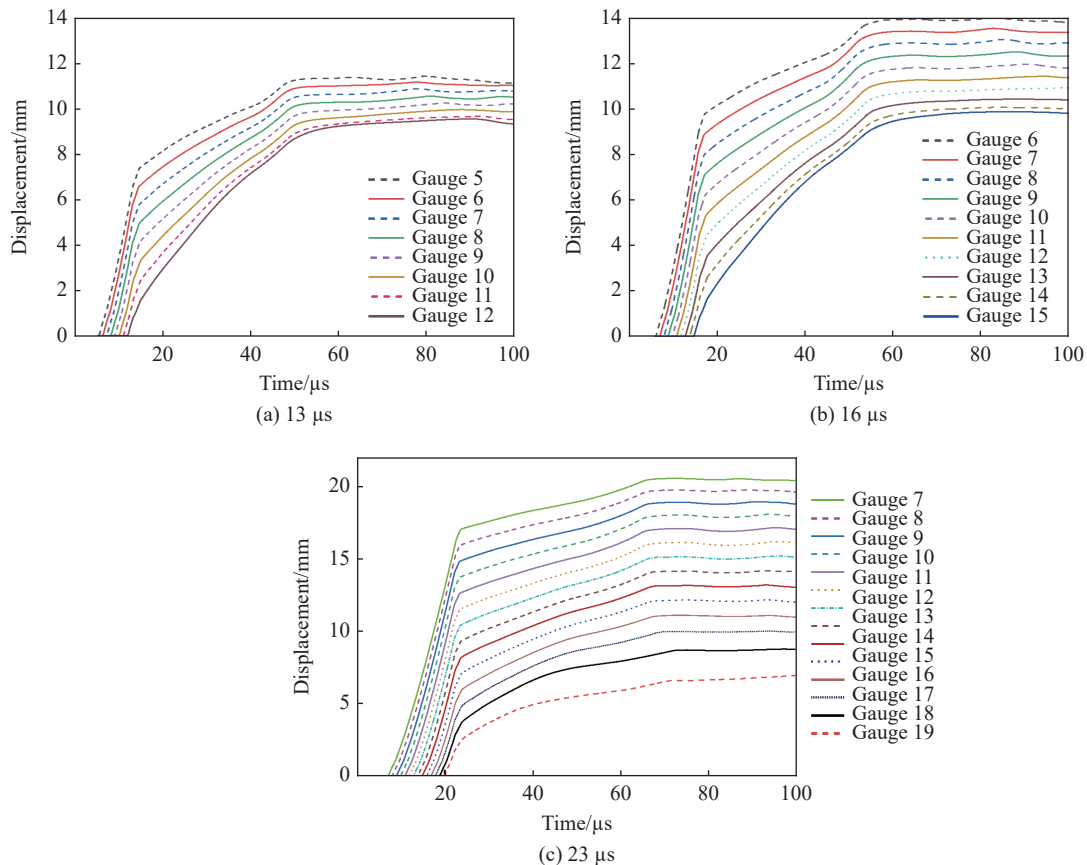 14
12
10
8
6
4
2
0
Displacement/mm
Gauge 5
Gauge 6
Gauge 7
Gauge 8
Gauge 9
Gauge 10
Gauge 11
Gauge 12
20 40 60 80 100
Time/μs
(a) 13 μs
14
12
10
8
6
4
2
0
Displacement/mm
Gauge 6
Gauge 7
Gauge 8
Gauge 9
Gauge 10
Gauge 11
Gauge 12
Gauge 13
Gauge 14
Gauge 15
20 40 60 80 100
Time/μs
(b) 16 μs
20
15
10
5
0
Displacement/mm
Gauge 7
Gauge 8
Gauge 9
Gauge 10
Gauge 11
Gauge 12
Gauge 13
Gauge 14
Gauge 15
Gauge 16
Gauge 17
Gauge 18
Gauge 19
20 40 60 80 100
Time/μs
(c) 23 μs